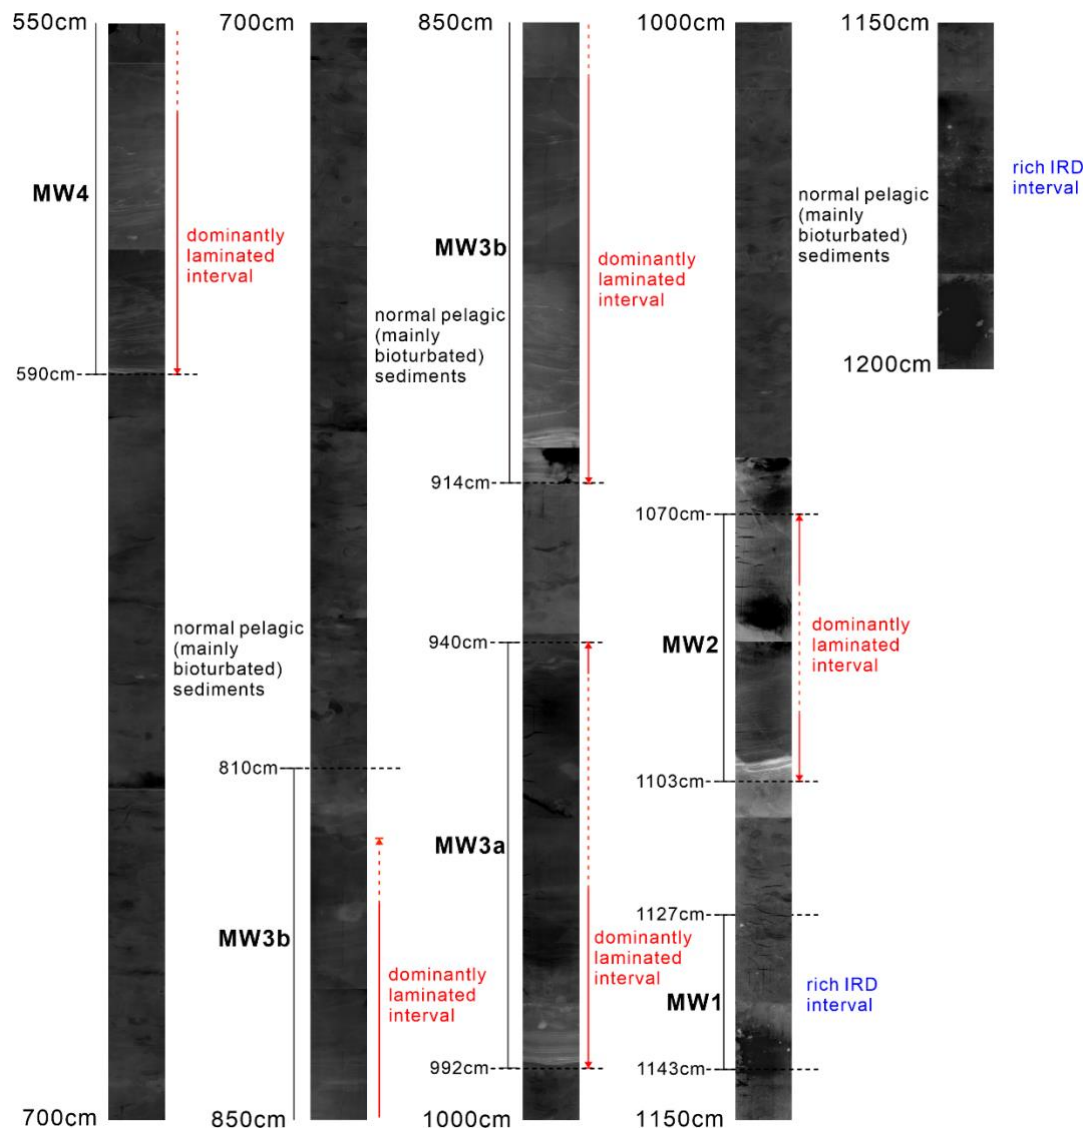 550cm
MW4
dominantly
laminated
interval
590cm
normal pelagic
(mainly
bioturbated)
sediments
700cm
700cm
normal pelagic
(mainly
bioturbated)
sediments
810cm
MW3b
dominantly
laminated
interval
850cm
850cm
MW3b
dominantly
laminated
interval
914cm
940cm
MW3a
dominantly
laminated
interval
992cm
1000cm
1000cm
normal pelagic
(mainly
bioturbated)
sediments
1070cm
MW2
dominantly
laminated
interval
1103cm
1127cm
MW1
rich IRD
interval
1143cm
1150cm
1150cm
rich IRD
interval
1200cm